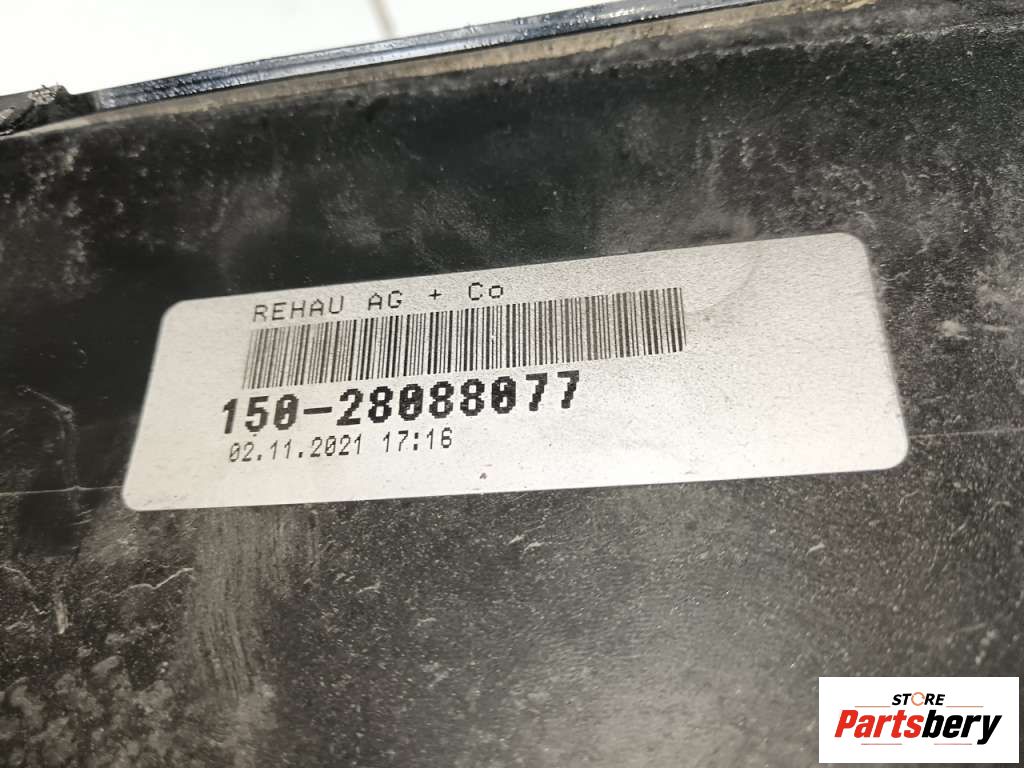 REHAU AG + Co
150-28088077
02.11.2021 17:16
STORE
Partsbery